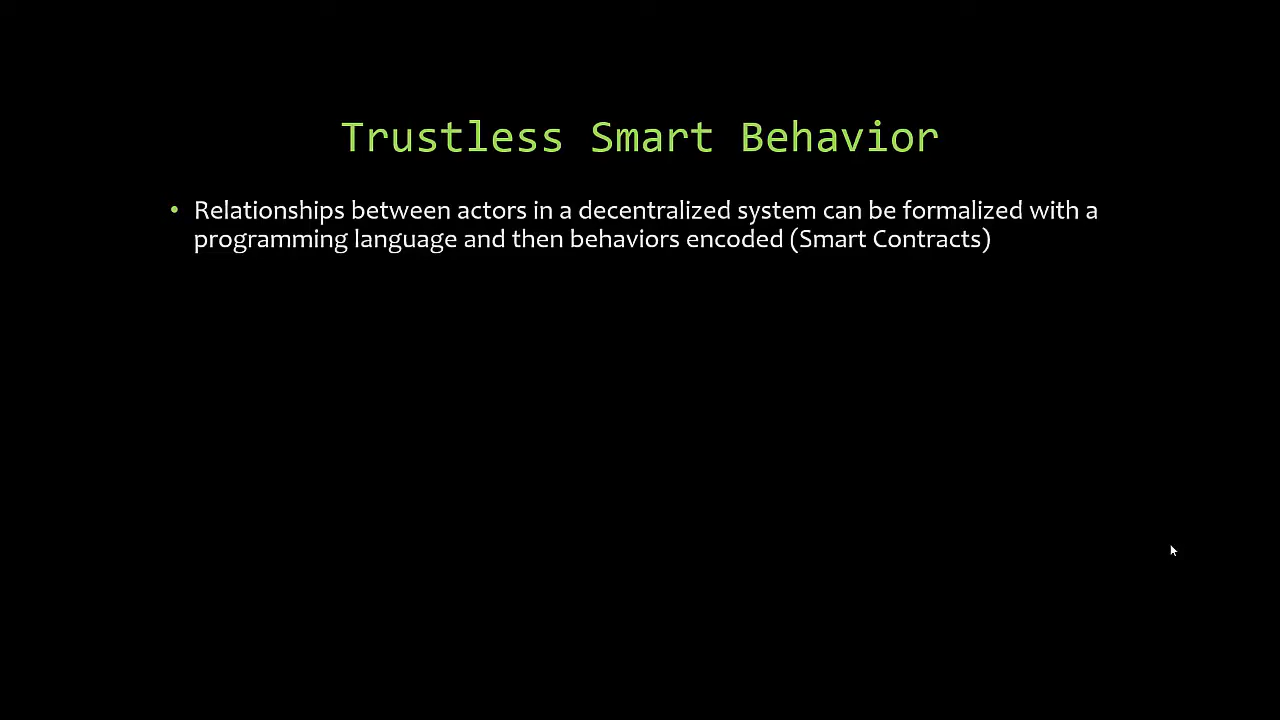 Trustless Smart Behavior
• Relationships between actors in a decentralized system can be formalized with a
programming language and then behaviors encoded (Smart Contracts)